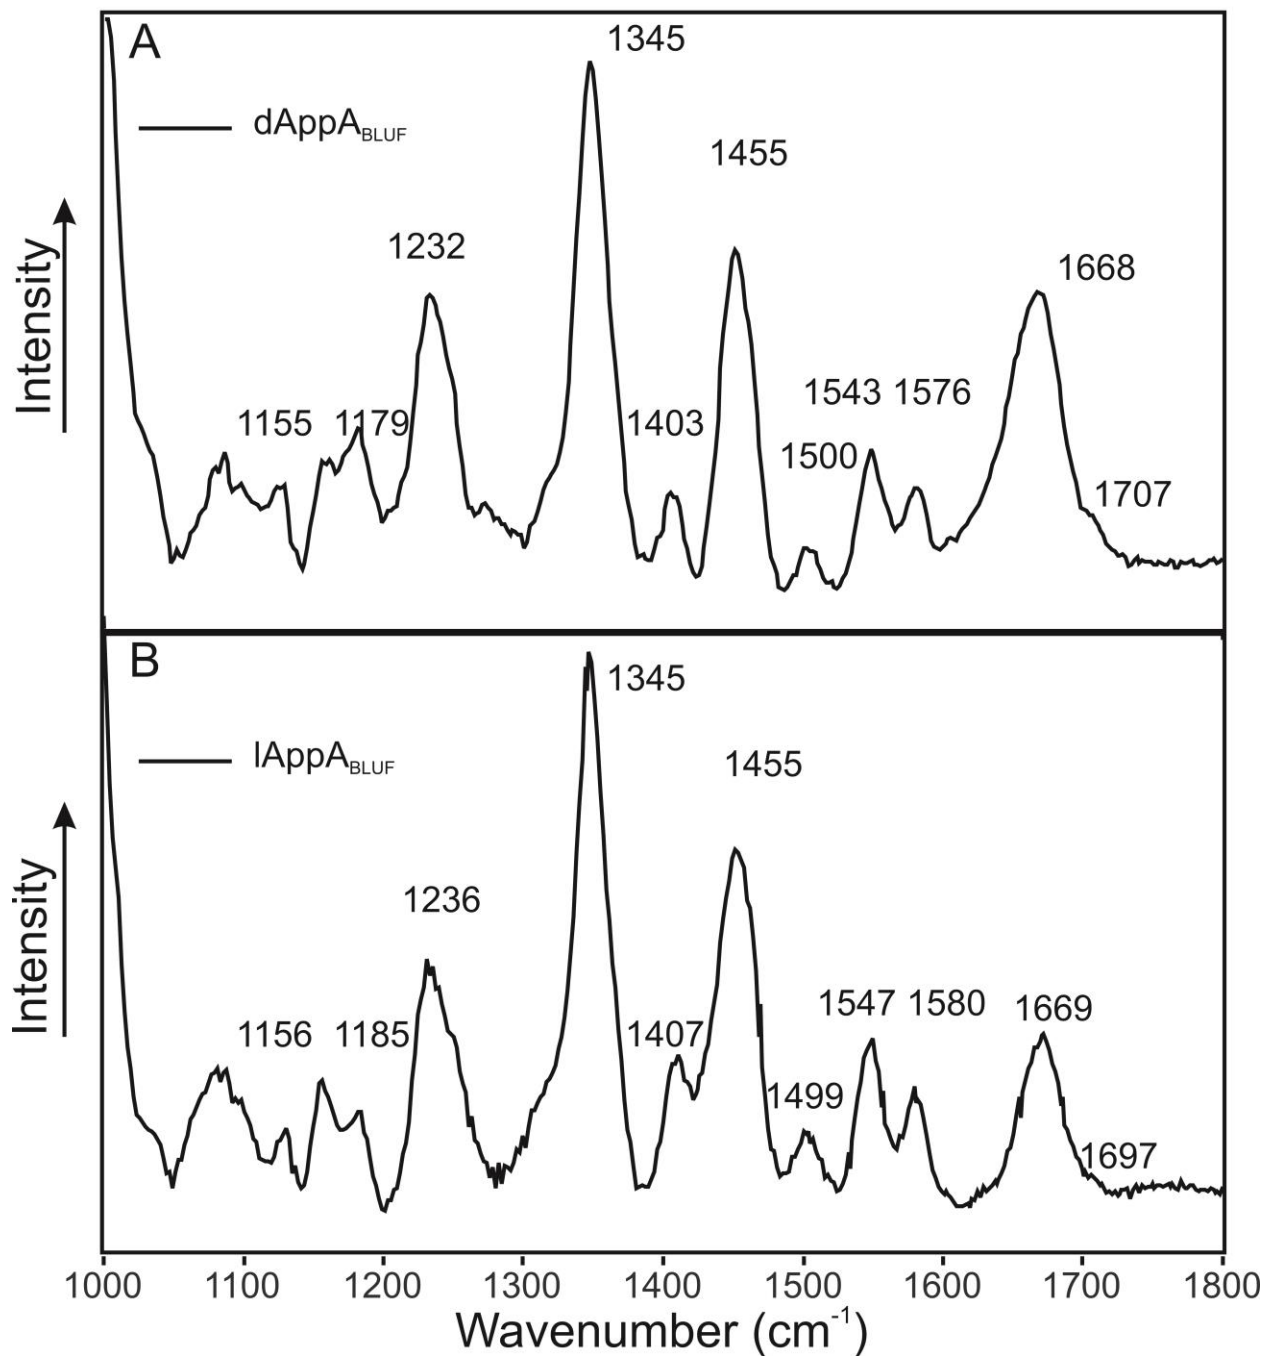 A
1345
dAppA_BLUF
1455
1232
1668
1543 1576
1155 1179
1403
1500
1707
Intensity
B
1345
lAppA_BLUF
1455
1236
1547 1580 1669
1156 1185
1407
1499
1697
Intensity
1000 1100 1200 1300 1400 1500 1600 1700 1800
Wavenumber (cm⁻¹)